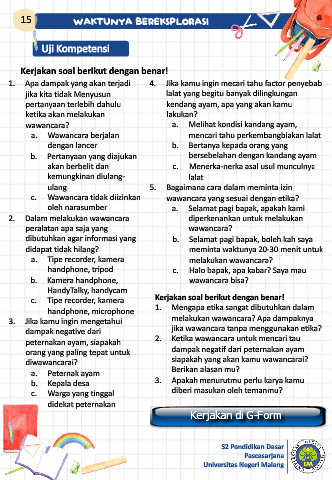 15
WAKTUNYA BEREKSPLORASI
Uji Kompetensi
Kerjakan soal berikut dengan benar!
1. Apa dampak yang akan terjadi
jika kita tidak Menyusun
pertanyaan terlebih dahulu
ketika akan melakukan
wawancara?
a. Wawancara berjalan
dengan lancer
b. Pertanyaan yang diajukan
akan berbelit dan
kemungkinan diulang-
ulang
c. Wawancara tidak diizinkan
oleh narasumber
2. Dalam melakukan wawancara
peralatan apa saja yang
dibutuhkan agar informasi yang
didapat tidak hilang?
a. Tipe recorder, kamera
handphone, tripod
b. Kamera handphone,
HandyTalky, handycam
c. Tipe recorder, kamera
handphone, microphone
3. Jika kamu ingin mengetahui
dampak negative dari
peternakan ayam, siapakah
orang yang paling tepat untuk
diwawancarai?
a. Peternak ayam
b. Kepala desa
c. Warga yang tinggal
didekat peternakan
4. Jika kamu ingin mecari tahu factor penyebab
lalat yang begitu banyak dilingkungan
kendang ayam, apa yang akan kamu
lakukan?
a. Melihat kondisi kandang ayam,
mencari tahu perkembangbiakan lalat
b. Bertanya kepada orang yang
bersebelahan dengan kandang ayam
c. Menerka-nerka asal usul munculnya
lalat
5. Bagaimana cara dalam meminta izin
wawancara yang sesuai dengan etika?
a. Selamat pagi bapak, apakah kami
diperkenankan untuk melakukan
wawancara?
b. Selamat pagi bapak, boleh kah saya
meminta waktunya 20-30 menit untuk
melakukan wawancara?
c. Halo bapak, apa kabar? Saya mau
wawancara bisa?
Kerjakan soal berikut dengan benar!
1. Mengapa etika sangat dibutuhkan dalam
melakukan wawancara? Apa dampaknya
jika wawancara tanpa menggunakan etika?
2. Ketika wawancara untuk mencari tau
dampak negatif dari peternakan ayam
siapakah yang akan kamu wawancarai?
Berikan alasan mu?
3. Apakah menurutmu perlu karya kamu
diberi masukan oleh temanmu?
Kerjakan di G-Form
S2 Pendidikan Dasar
Pascasarjana
Universitas Negeri Malang